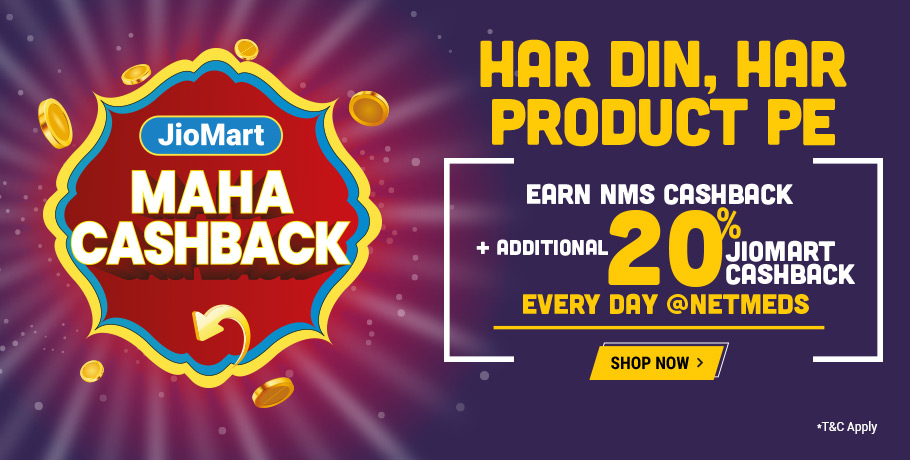 JioMart
MAHA
CASHBACK
HAR DIN, HAR
PRODUCT PE
EARN NMS CASHBACK
+ ADDITIONAL 20% JIOMART
CASHBACK
EVERY DAY @NETMEDS
SHOP NOW >
*T&C Apply